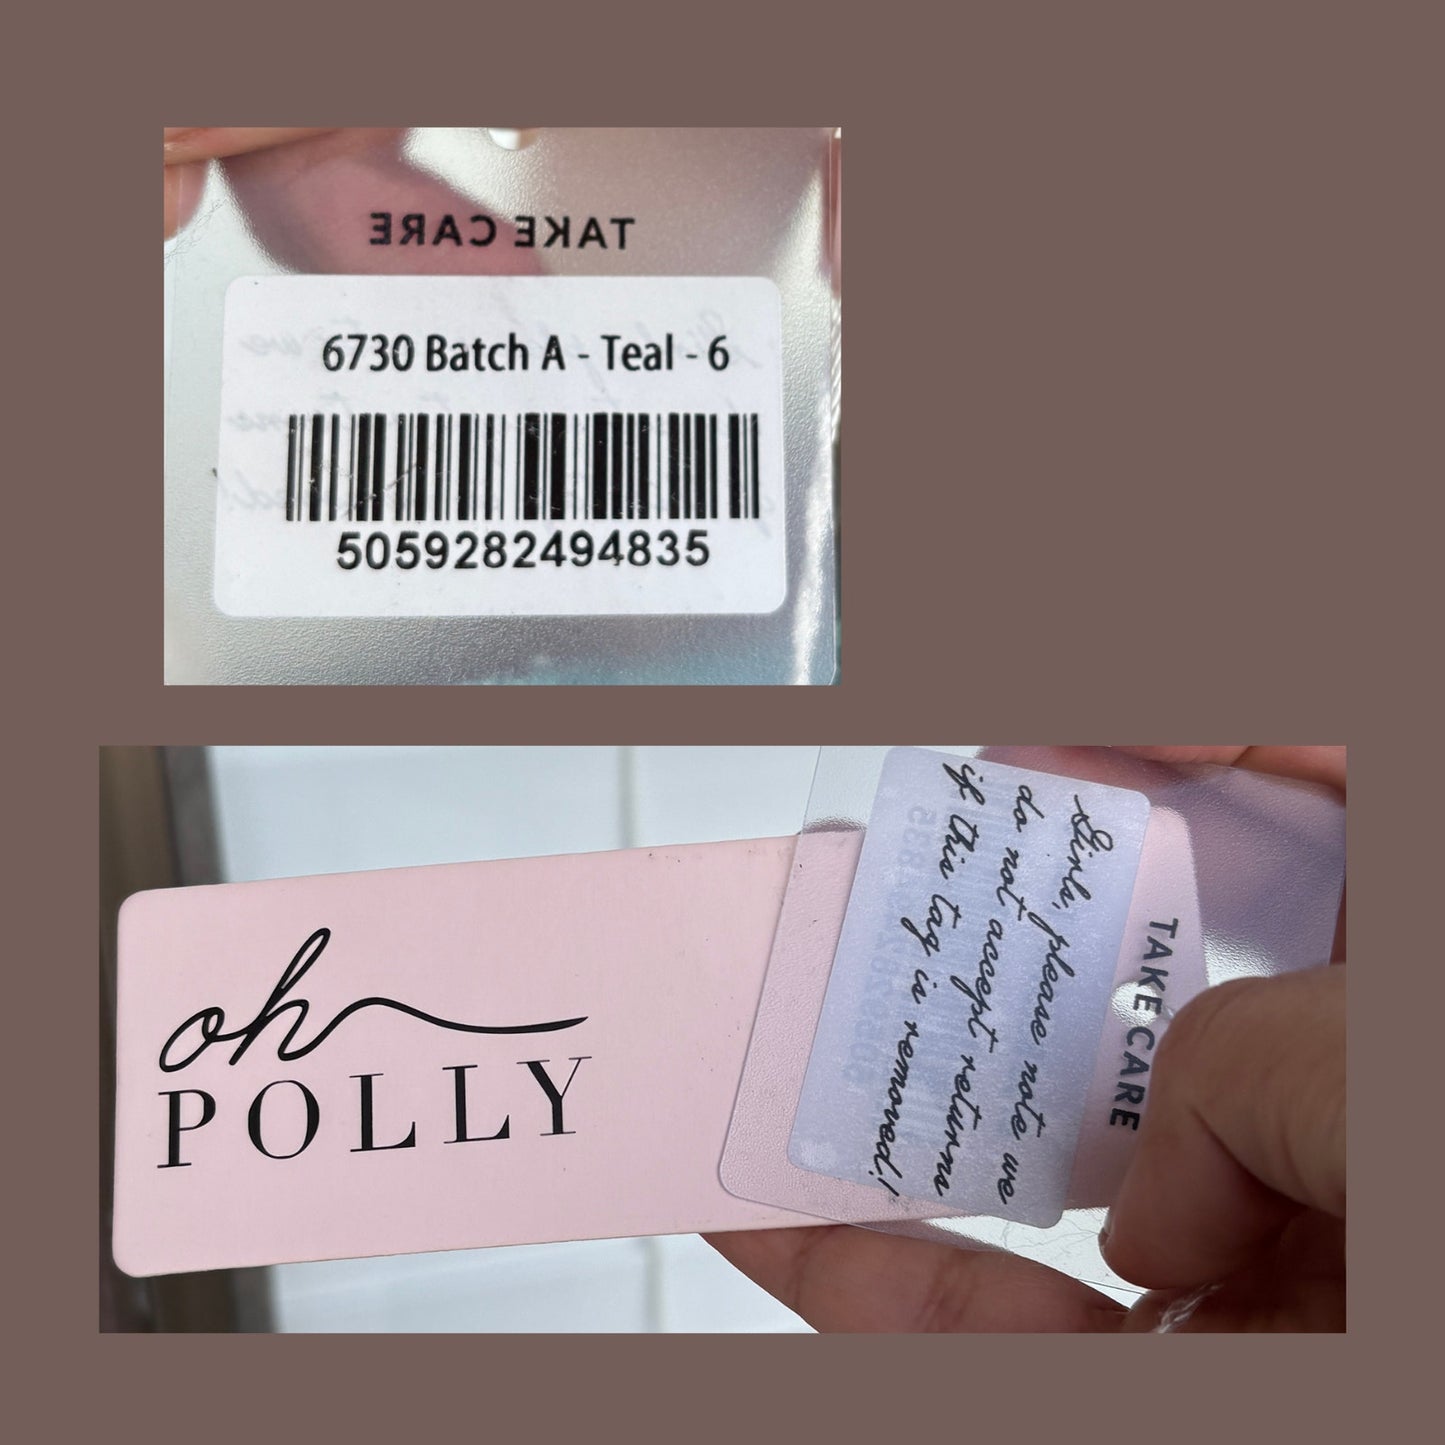 TAKE CARE
6730 Batch A - Teal - 6
5059282494835
oh
POLLY
TAKE CARE
Girls, please note we
do not accept returns
if this tag is removed!